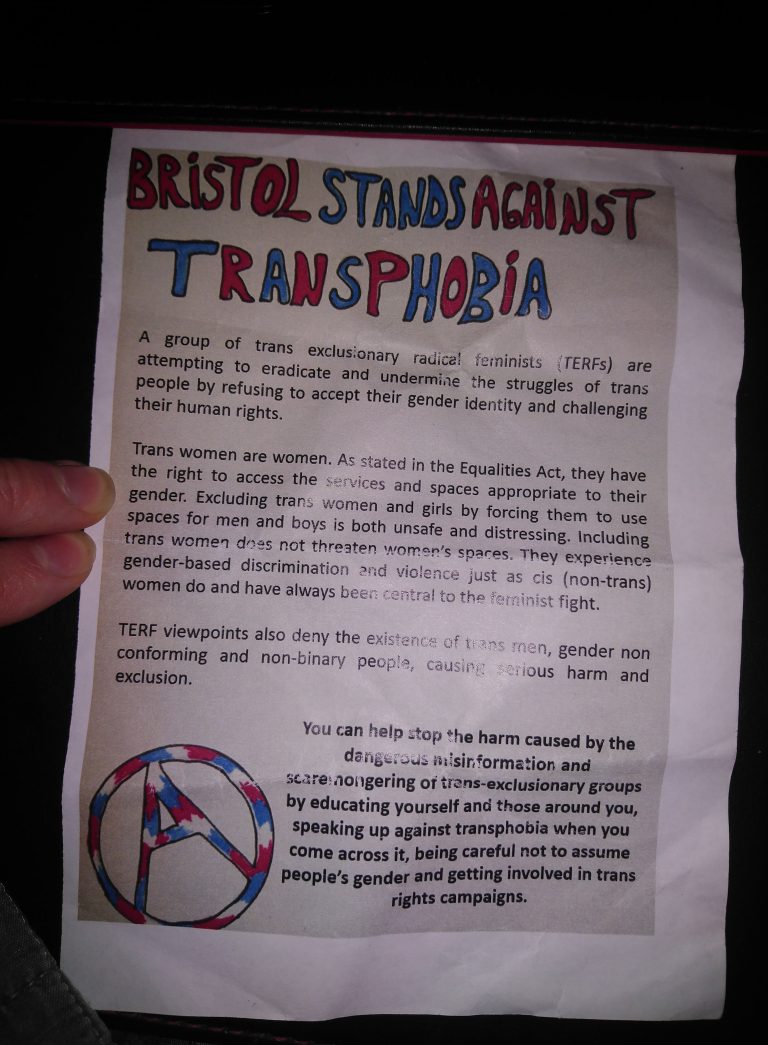 BRISTOL STANDS AGAINST
TRANSPHOBIA
A group of trans exclusionary radical feminists (TERFs) are
attempting to eradicate and undermine the struggles of trans
people by refusing to accept their gender identity and challenging
their human rights.
Trans women are women. As stated in the Equalities Act, they have
the right to access the services and spaces appropriate to their
gender. Excluding trans women and girls by forcing them to use
spaces for men and boys is both unsafe and distressing. Including
trans women does not threaten women's spaces. They experience
gender-based discrimination and violence just as cis (non-trans)
women do and have always been central to the feminist fight.
TERF viewpoints also deny the existence of trans men, gender non
conforming and non-binary people, causing serious harm and
exclusion.
You can help stop the harm caused by the
dangerous misinformation and
scaremongering of trans-exclusionary groups
by educating yourself and those around you,
speaking up against transphobia when you
come across it, being careful not to assume
people's gender and getting involved in trans
rights campaigns.
A